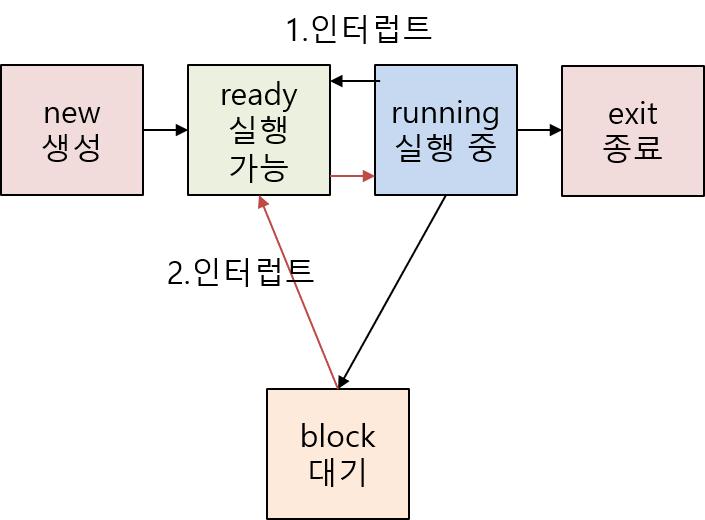 1.인터럽트
new
생성
ready
실행
가능
running
실행 중
exit
종료
2.인터럽트
block
대기